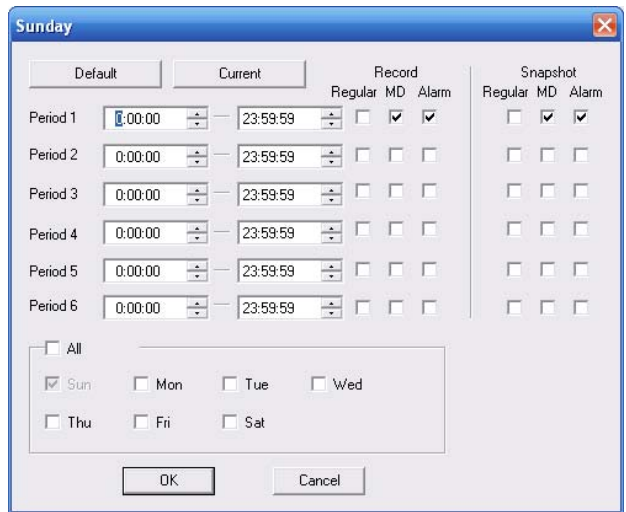 Sunday
Default Current Record Snapshot
Regular MD Alarm Regular MD Alarm
Period 1 0:00:00 — 23:59:59
Period 2 0:00:00 — 23:59:59
Period 3 0:00:00 — 23:59:59
Period 4 0:00:00 — 23:59:59
Period 5 0:00:00 — 23:59:59
Period 6 0:00:00 — 23:59:59
All
Sun Mon Tue Wed
Thu Fri Sat
OK Cancel